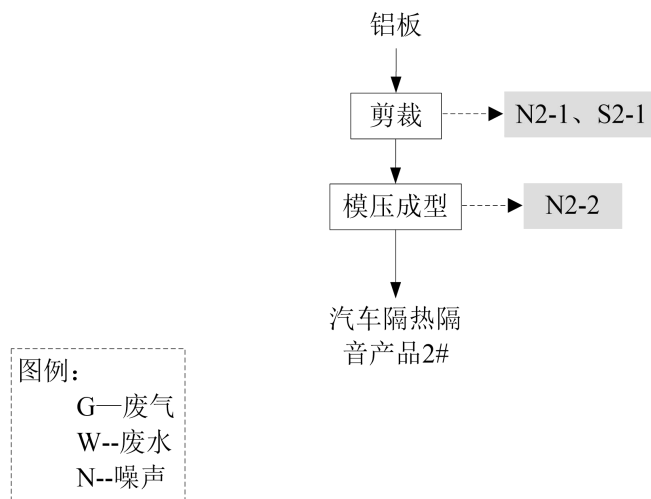 铝板
剪裁
N2-1、S2-1
模压成型
N2-2
汽车隔热隔
音产品2#
图例：
G—废气
W--废水
N--噪声